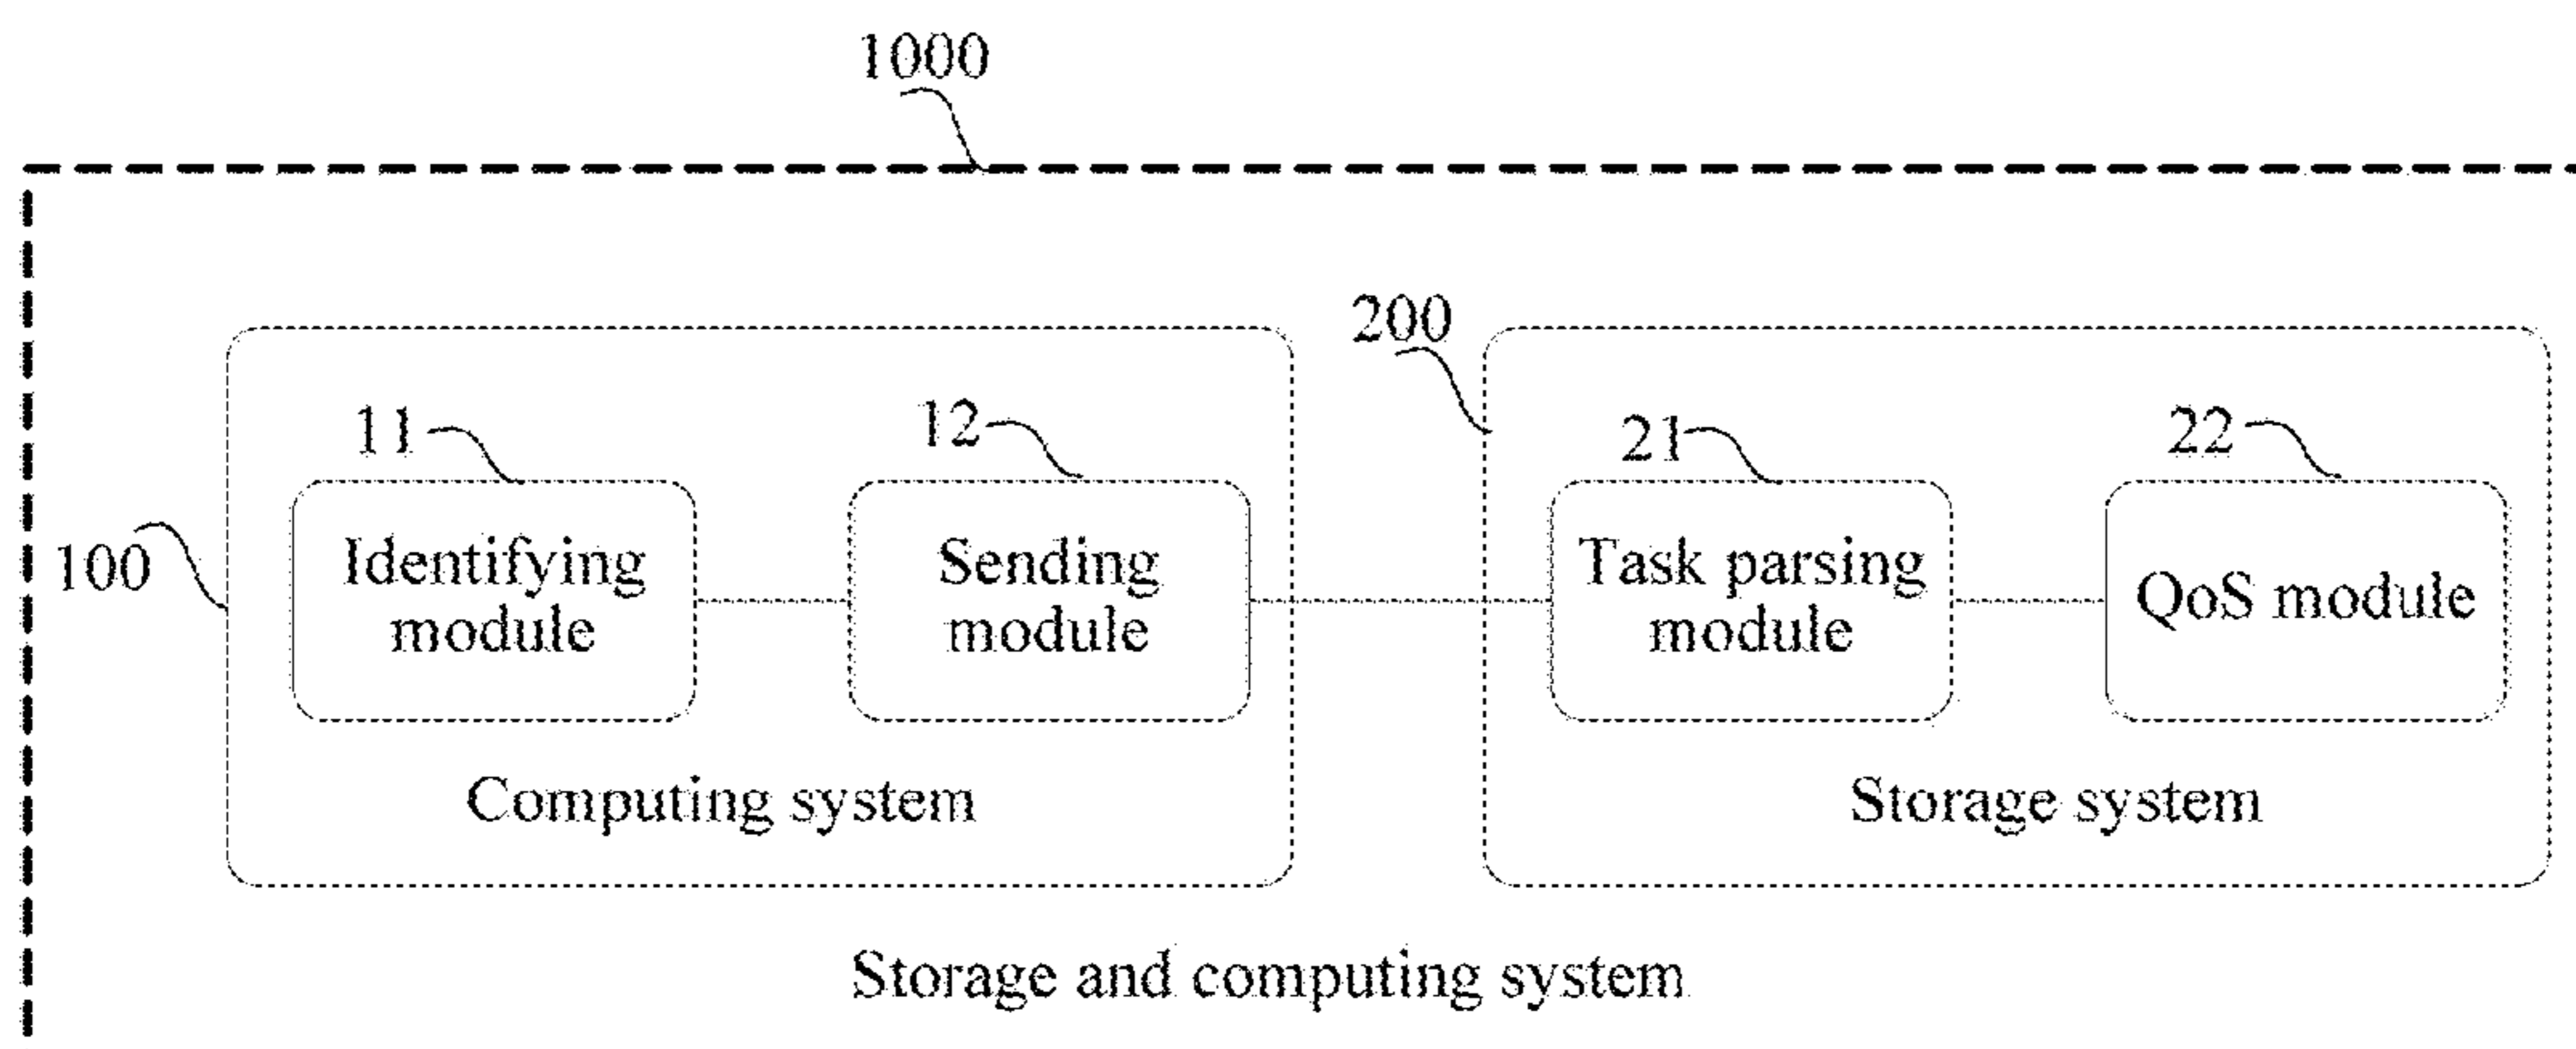 1000
200
11
12
21
22
100
Identifying
module
Sending
module
Task parsing
module
QoS module
Computing system
Storage system
Storage and computing system